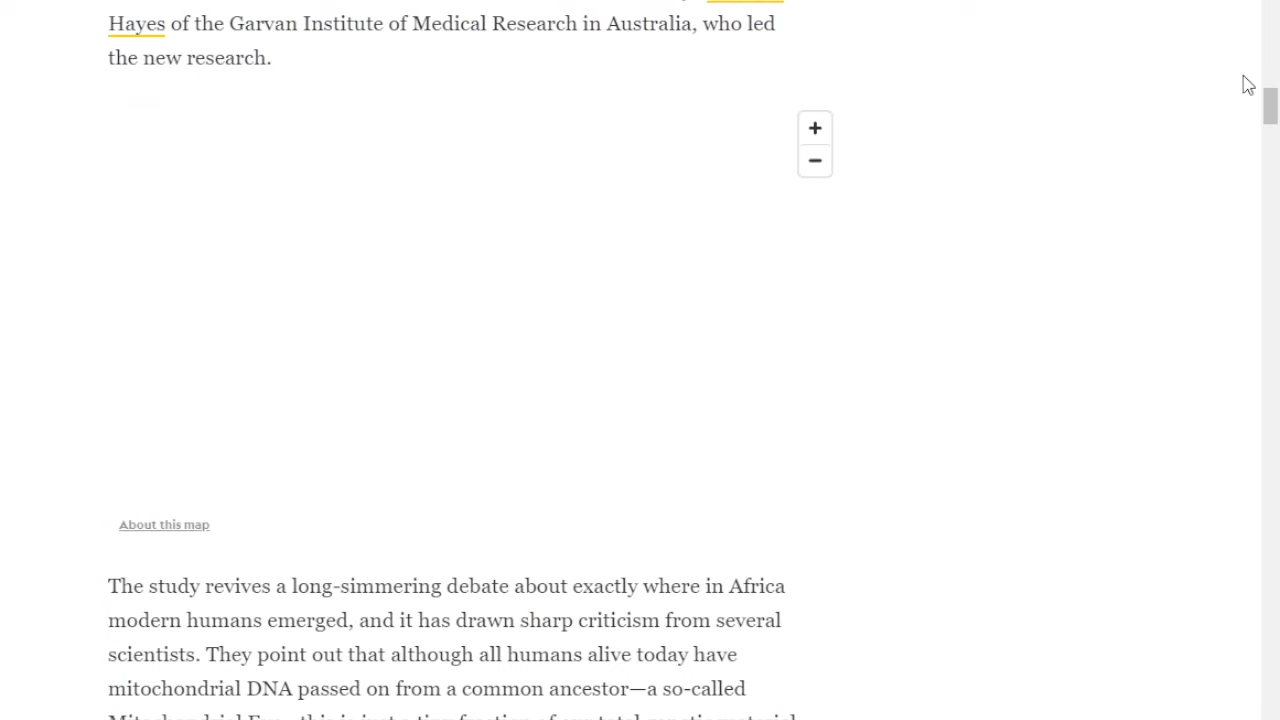 Hayes of the Garvan Institute of Medical Research in Australia, who led
the new research.
+
−
About this map
The study revives a long-simmering debate about exactly where in Africa
modern humans emerged, and it has drawn sharp criticism from several
scientists. They point out that although all humans alive today have
mitochondrial DNA passed on from a common ancestor—a so-called